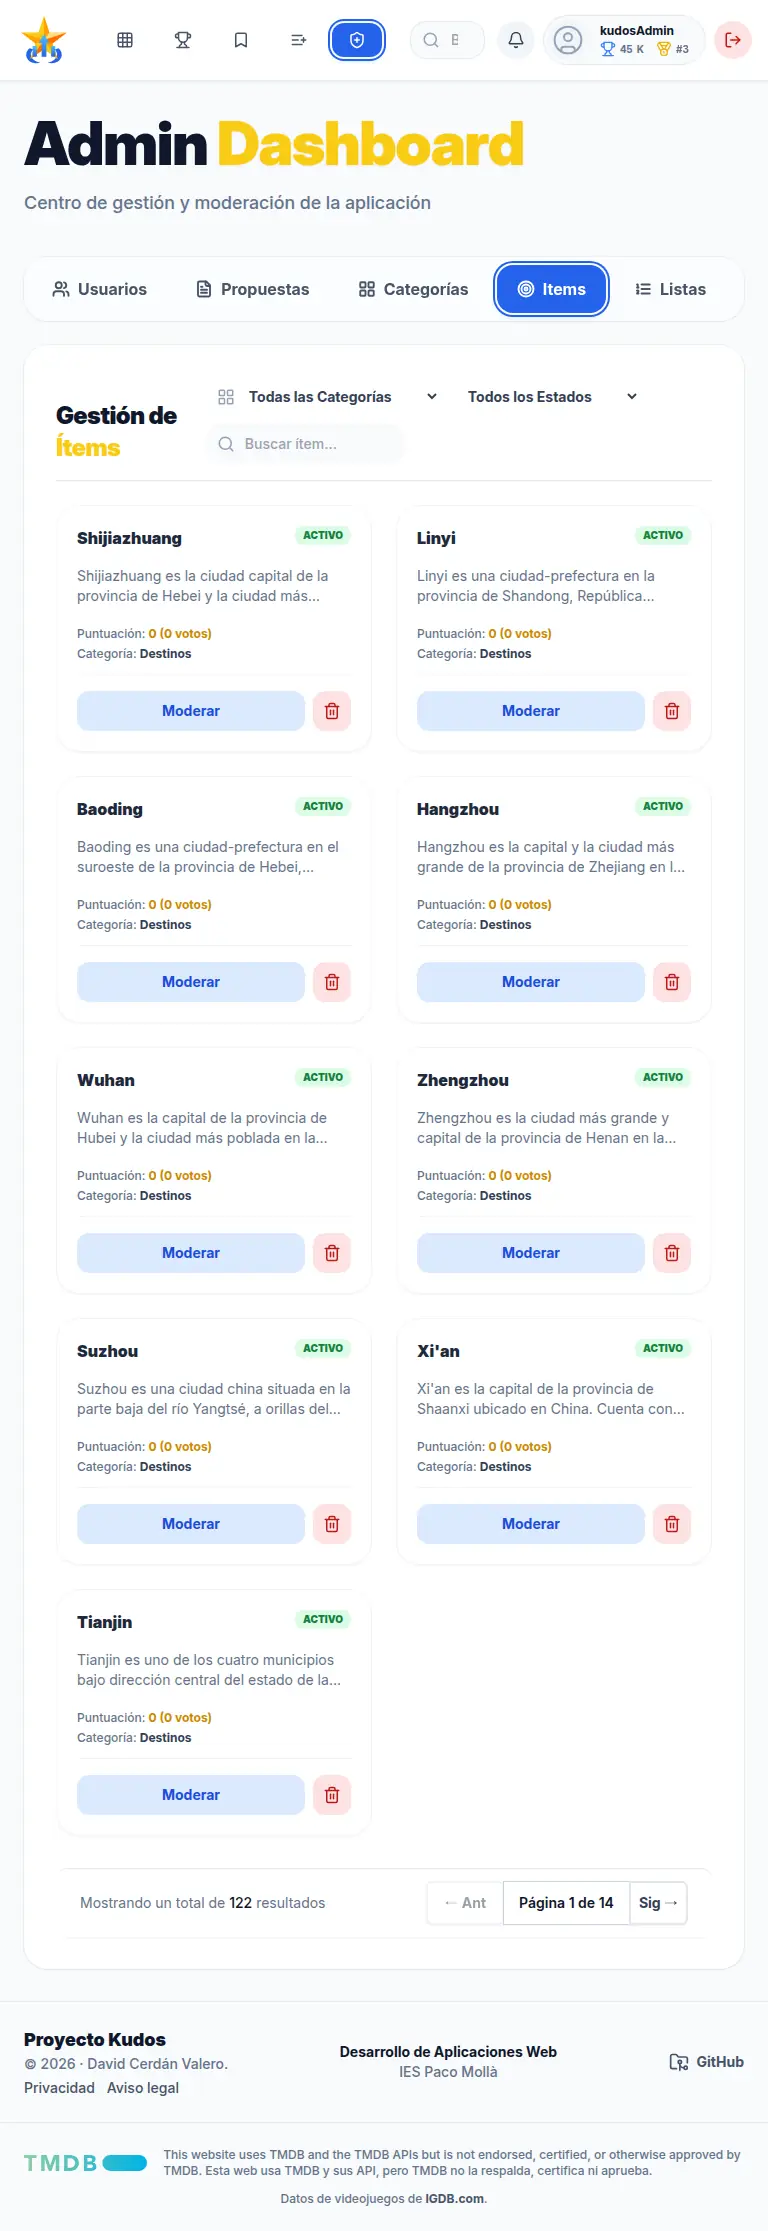 B
kudosAdmin
45 K #3
Admin Dashboard
Centro de gestión y moderación de la aplicación
Usuarios Propuestas Categorías Items Listas
Gestión de
Ítems
Todas las Categorías Todos los Estados
Buscar ítem...
Shijiazhuang ACTIVO
Shijiazhuang es la ciudad capital de la
provincia de Hebei y la ciudad más...
Puntuación: 0 (0 votos)
Categoría: Destinos
Moderar
Linyi ACTIVO
Linyi es una ciudad-prefectura en la
provincia de Shandong, República...
Puntuación: 0 (0 votos)
Categoría: Destinos
Moderar
Baoding ACTIVO
Baoding es una ciudad-prefectura en el
suroeste de la provincia de Hebei,...
Puntuación: 0 (0 votos)
Categoría: Destinos
Moderar
Hangzhou ACTIVO
Hangzhou es la capital y la ciudad más
grande de la provincia de Zhejiang en l...
Puntuación: 0 (0 votos)
Categoría: Destinos
Moderar
Wuhan ACTIVO
Wuhan es la capital de la provincia de
Hubei y la ciudad más poblada en la...
Puntuación: 0 (0 votos)
Categoría: Destinos
Moderar
Zhengzhou ACTIVO
Zhengzhou es la ciudad más grande y
capital de la provincia de Henan en la...
Puntuación: 0 (0 votos)
Categoría: Destinos
Moderar
Suzhou ACTIVO
Suzhou es una ciudad china situada en la
parte baja del río Yangtsé, a orillas del...
Puntuación: 0 (0 votos)
Categoría: Destinos
Moderar
Xi'an ACTIVO
Xi'an es la capital de la provincia de
Shaanxi ubicado en China. Cuenta con...
Puntuación: 0 (0 votos)
Categoría: Destinos
Moderar
Tianjin ACTIVO
Tianjin es uno de los cuatro municipios
bajo dirección central del estado de la...
Puntuación: 0 (0 votos)
Categoría: Destinos
Moderar
Mostrando un total de 122 resultados
← Ant Página 1 de 14 Sig →
Proyecto Kudos
© 2026 · David Cerdán Valero.
Privacidad Aviso legal
Desarrollo de Aplicaciones Web
IES Paco Mollà
GitHub
TMDB
This website uses TMDB and the TMDB APIs but is not endorsed, certified, or otherwise approved by
TMDB. Esta web usa TMDB y sus API, pero TMDB no la respalda, certifica ni aprueba.
Datos de videojuegos de IGDB.com.